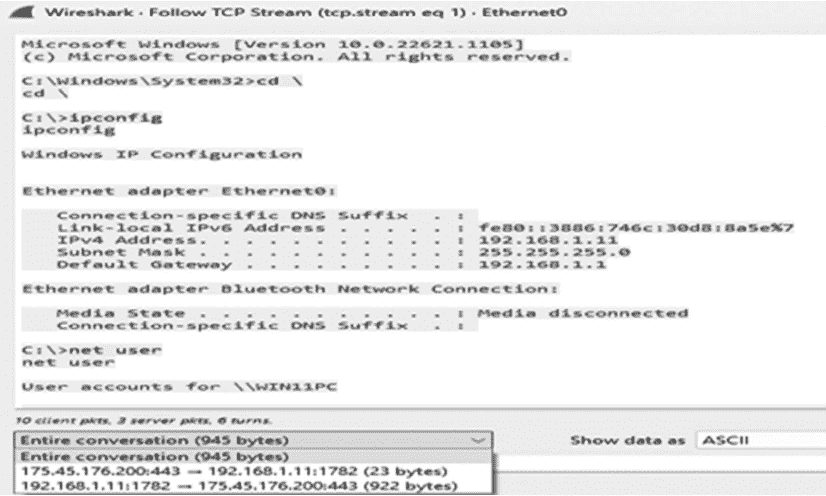 Wireshark · Follow TCP Stream (tcp.stream eq 1) · Ethernet0
Microsoft Windows [Version 10.0.22621.1105]
(c) Microsoft Corporation. All rights reserved.
C:\Windows\System32>cd \
cd \
C:\>ipconfig
ipconfig
Windows IP Configuration
Ethernet adapter Ethernet0:
Connection-specific DNS Suffix . :
Link-local IPv6 Address . . . . . : fe80::3886:746c:30d8:8a5e%7
IPv4 Address. . . . . . . . . . . : 192.168.1.11
Subnet Mask . . . . . . . . . . . : 255.255.255.0
Default Gateway . . . . . . . . . : 192.168.1.1
Ethernet adapter Bluetooth Network Connection:
Media State . . . . . . . . . . . : Media disconnected
Connection-specific DNS Suffix . :
C:\>net user
net user
User accounts for \\WIN11PC
10 client pkts, 3 server pkts, 6 turns.
Entire conversation (945 bytes) Show data as ASCII
Entire conversation (945 bytes)
175.45.176.200:443 → 192.168.1.11:1782 (23 bytes)
192.168.1.11:1782 → 175.45.176.200:443 (922 bytes)